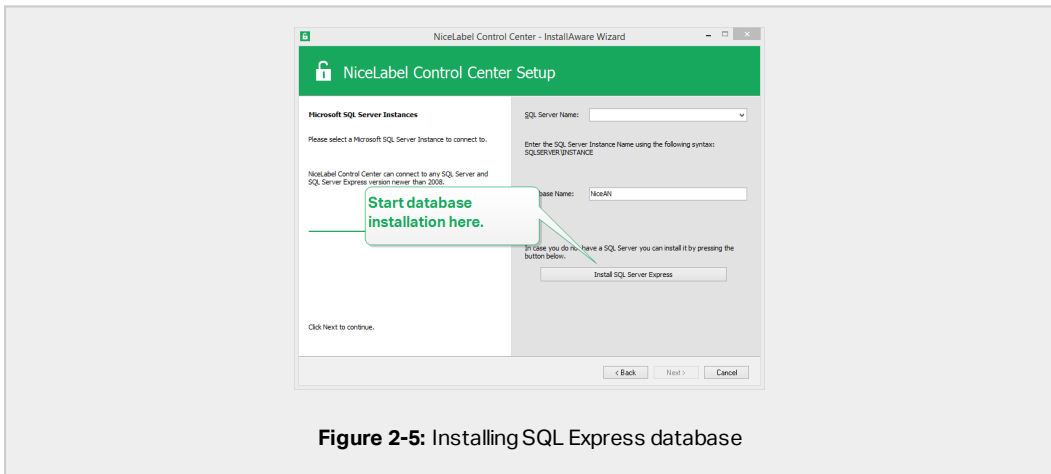 NiceLabel Control Center - InstallAware Wizard
NiceLabel Control Center Setup
Microsoft SQL Server Instances
Please select a Microsoft SQL Server Instance to connect to.
NiceLabel Control Center can connect to any SQL Server and
SQL Server Express version newer than 2008.
Start database
installation here.
Click Next to continue.
SQL Server Name:
Enter the SQL Server Instance Name using the following syntax:
SQLSERVER\INSTANCE
base Name: NiceAN
In case you do not have a SQL Server you can install it by pressing the
button below.
Install SQL Server Express
< Back Next > Cancel
Figure 2-5: Installing SQL Express database